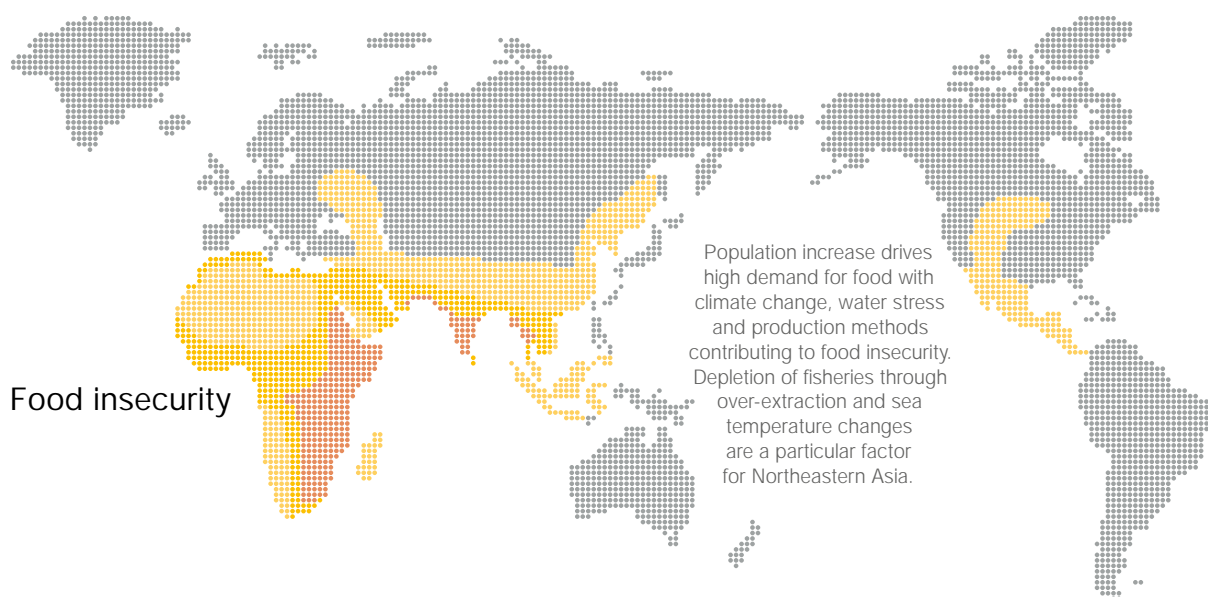 Population increase drives
high demand for food with
climate change, water stress
and production methods
contributing to food insecurity.
Depletion of fisheries through
over-extraction and sea
temperature changes
are a particular factor
for Northeastern Asia.
Food insecurity